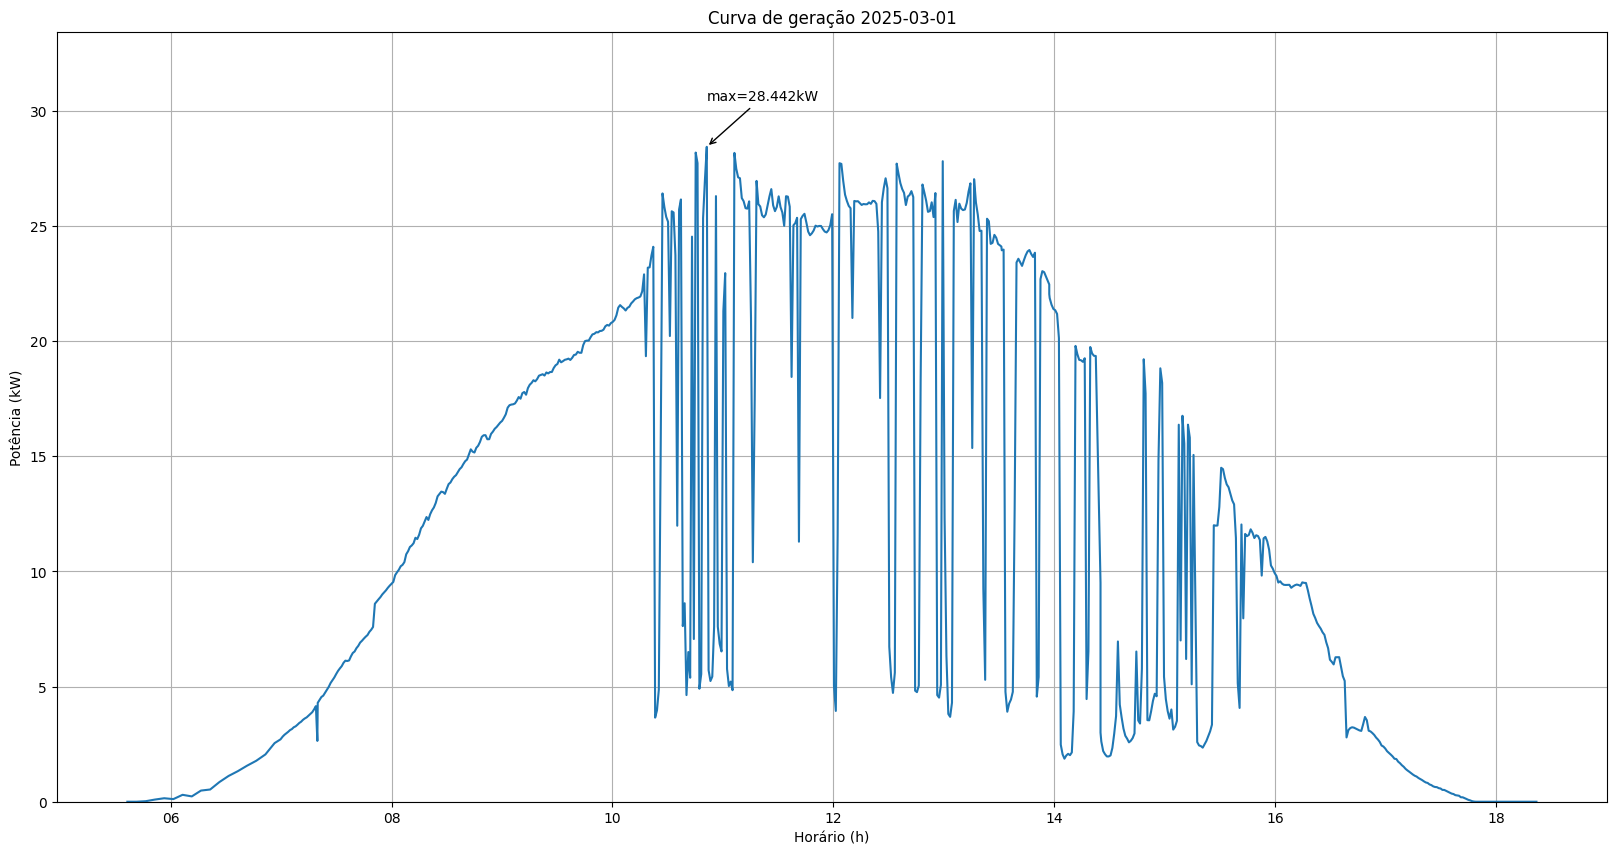 Curva de geração 2025-03-01
max=28.442kW
30
25
20
15
10
5
0
Potência (kW)
06 08 10 12 14 16 18
Horário (h)